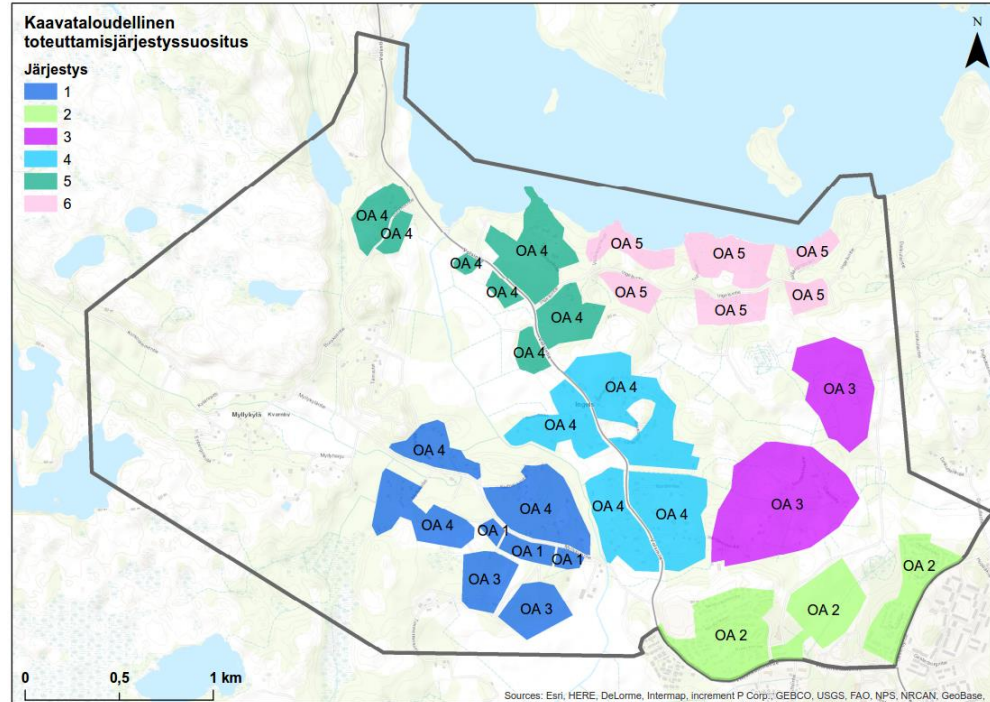 Kaavataloudellinen
toteuttamisjärjestyssuositus
Järjestys
1
2
3
4
5
6
N
OA 4
OA 4
OA 4
OA 4
OA 4
OA 4
OA 4
OA 5
OA 5
OA 5
OA 5
OA 5
OA 5
OA 4
OA 4
OA 4
OA 4
OA 3
OA 3
OA 4
OA 4
OA 4
OA 1
OA 1
OA 1
OA 3
OA 3
OA 2
OA 2
OA 2
Myllykylä Kvarnby
0 0,5 1 km
Sources: Esri, HERE, DeLorme, Intermap, increment P Corp., GEBCO, USGS, FAO, NPS, NRCAN, GeoBase,